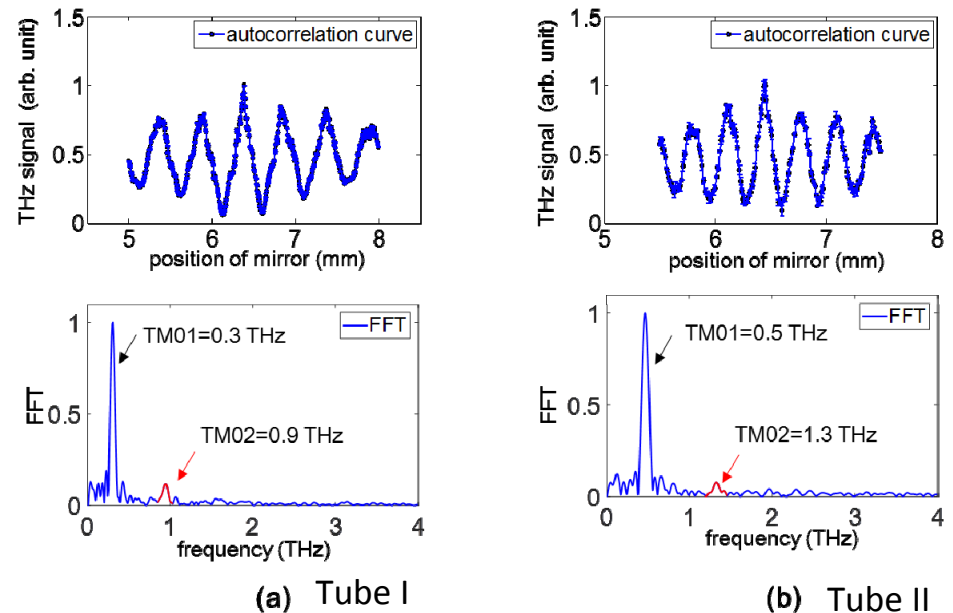 1.5
1
0.5
0
THz signal (arb. unit)
autocorrelation curve
5 6 7 8
position of mirror (mm)
1.5
1
0.5
0
THz signal (arb. unit)
autocorrelation curve
5 6 7 8
position of mirror (mm)
1
0.5
0
FFT
FFT
TM01=0.3 THz
TM02=0.9 THz
0 1 2 3 4
frequency (THz)
1
0.5
0
FFT
FFT
TM01=0.5 THz
TM02=1.3 THz
0 1 2 3 4
frequency (THz)
(a) Tube I
(b) Tube II